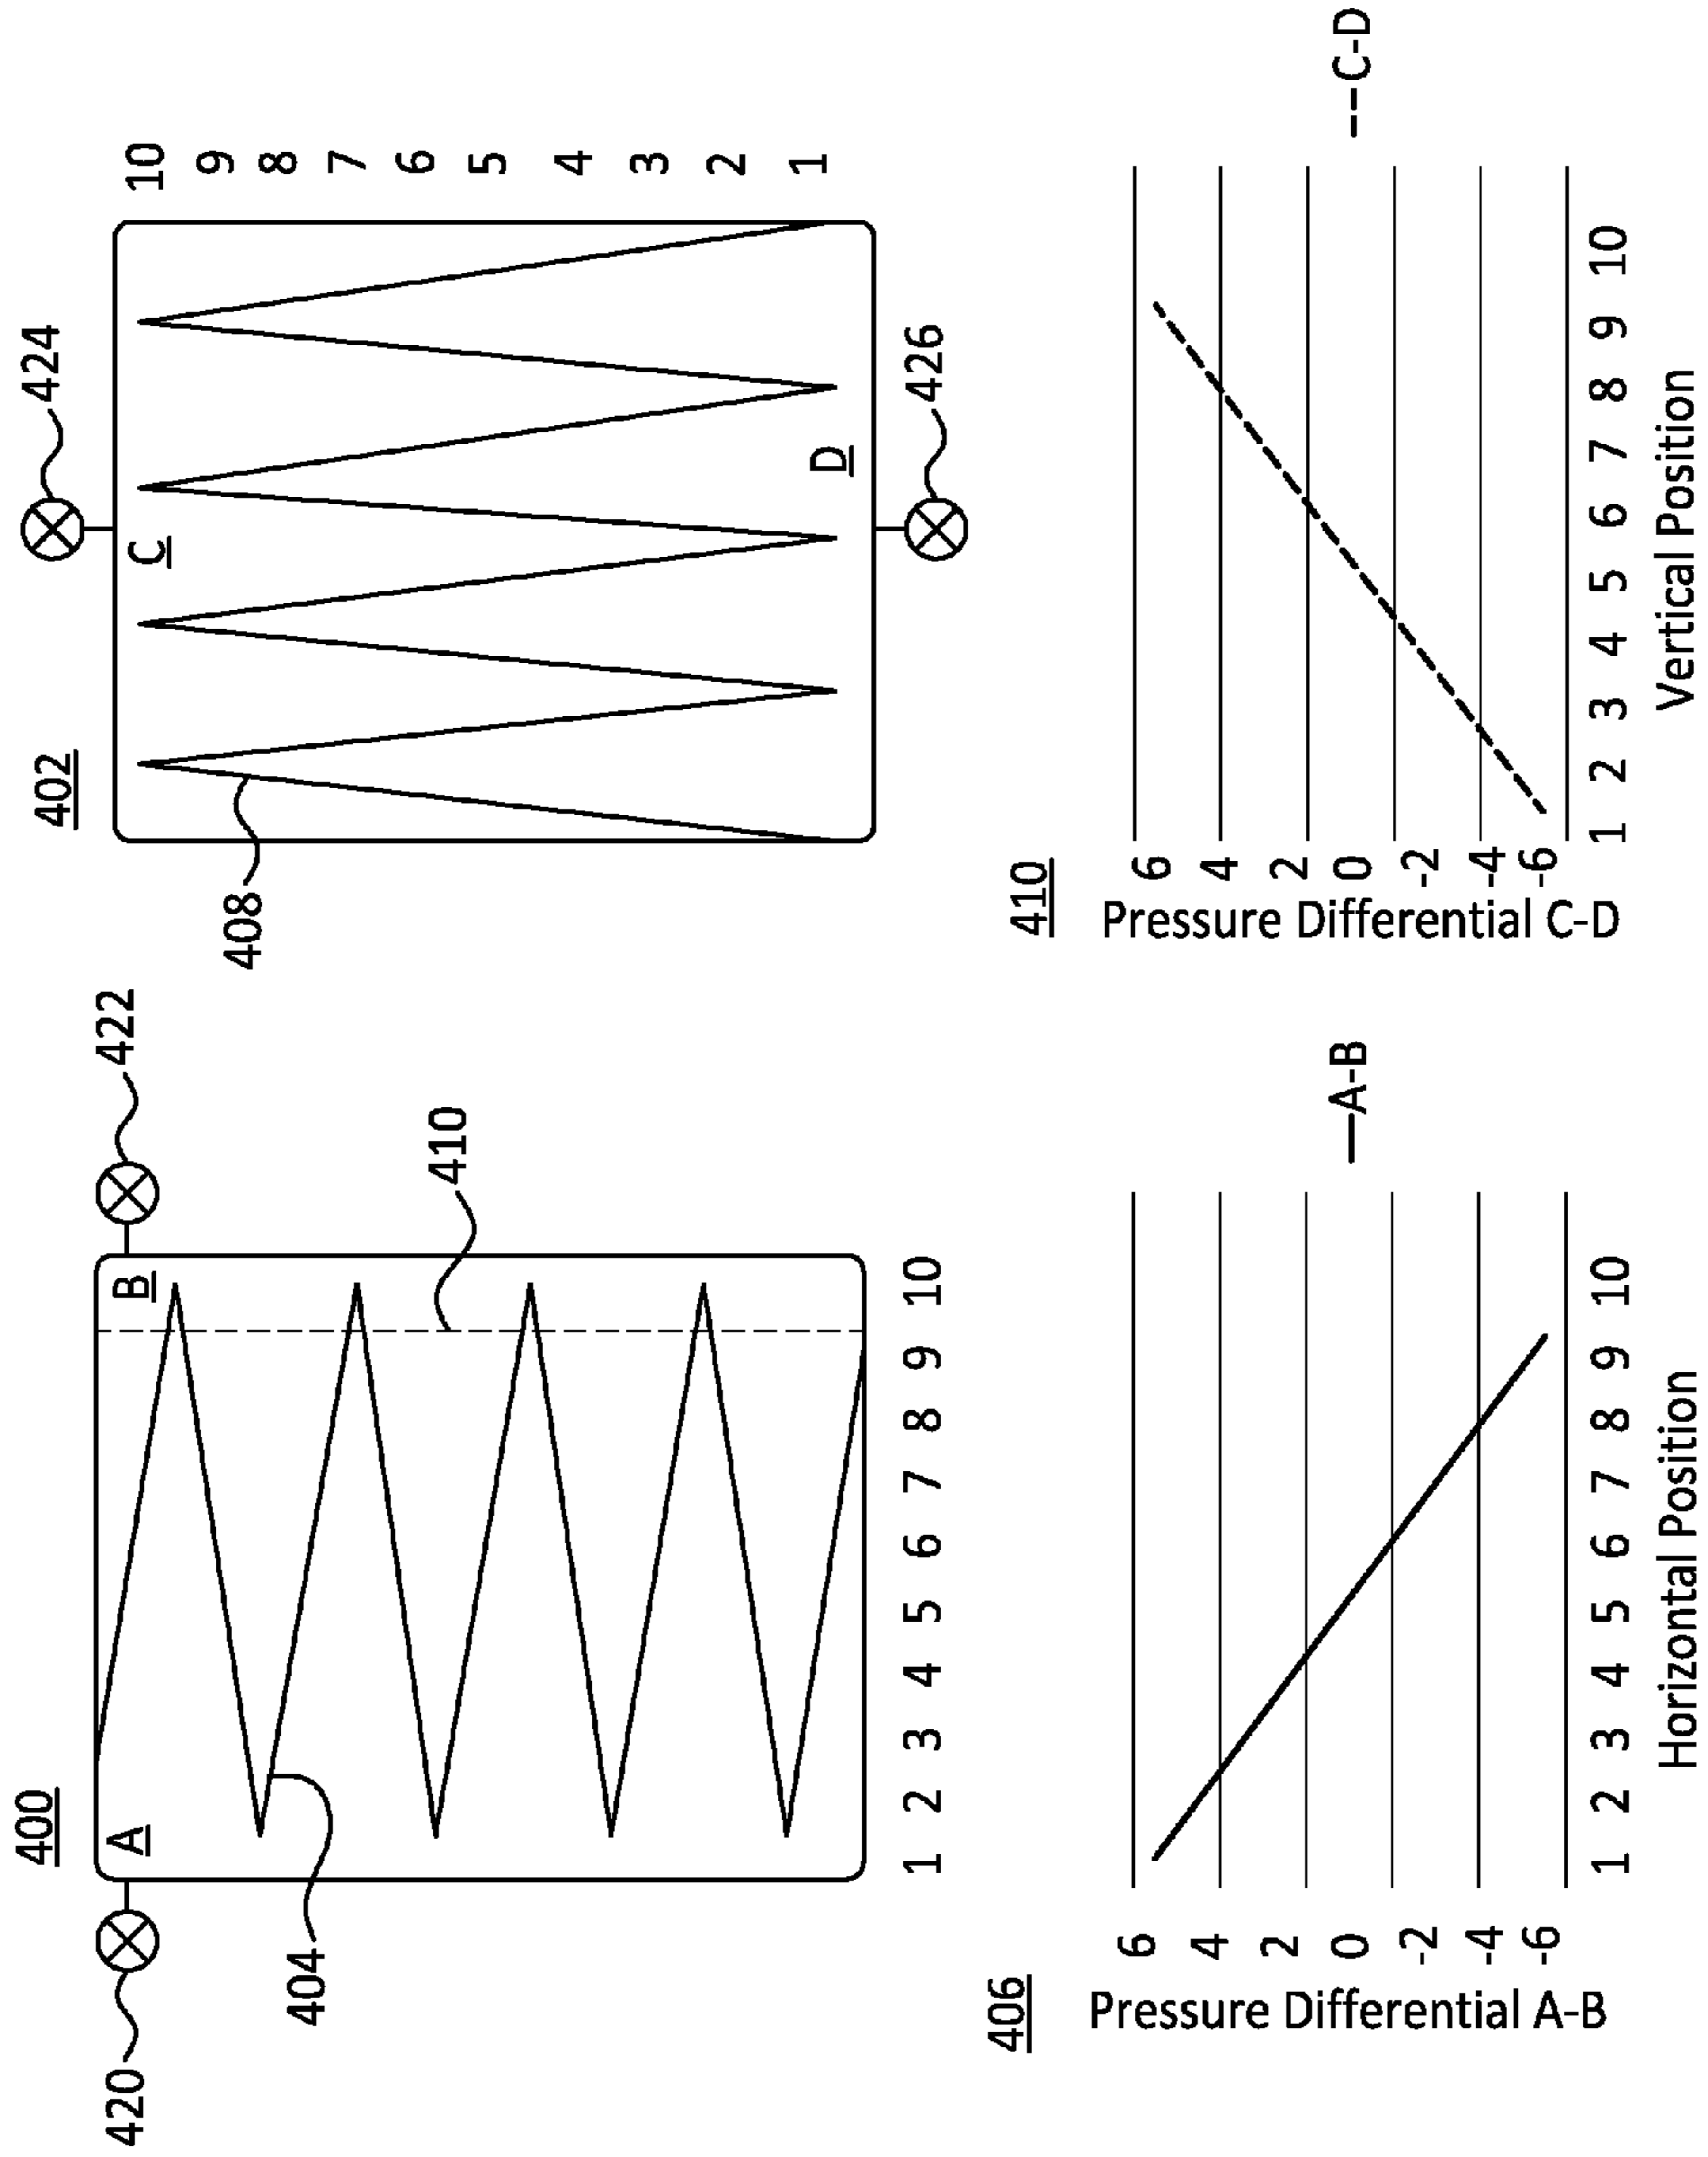 400
420
422
A
B
404
410
1 2 3 4 5 6 7 8 9 10
402
424
C
408
D
426
10
9
8
7
6
5
4
3
2
1
406
Pressure Differential A-B
6
4
2
0
-2
-4
-6
A-B
1 2 3 4 5 6 7 8 9 10
Horizontal Position
410
Pressure Differential C-D
6
4
2
0
-2
-4
-6
C-D
1 2 3 4 5 6 7 8 9 10
Vertical Position